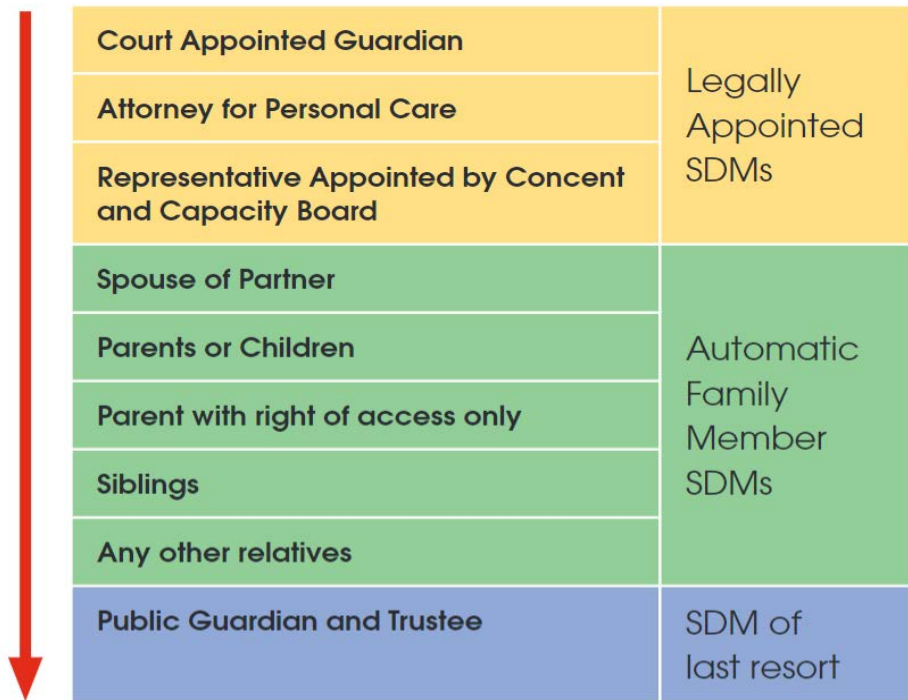 Court Appointed Guardian
Attorney for Personal Care
Representative Appointed by Concent
and Capacity Board
Legally
Appointed
SDMs
Spouse of Partner
Parents or Children
Parent with right of access only
Siblings
Any other relatives
Automatic
Family
Member
SDMs
Public Guardian and Trustee
SDM of
last resort